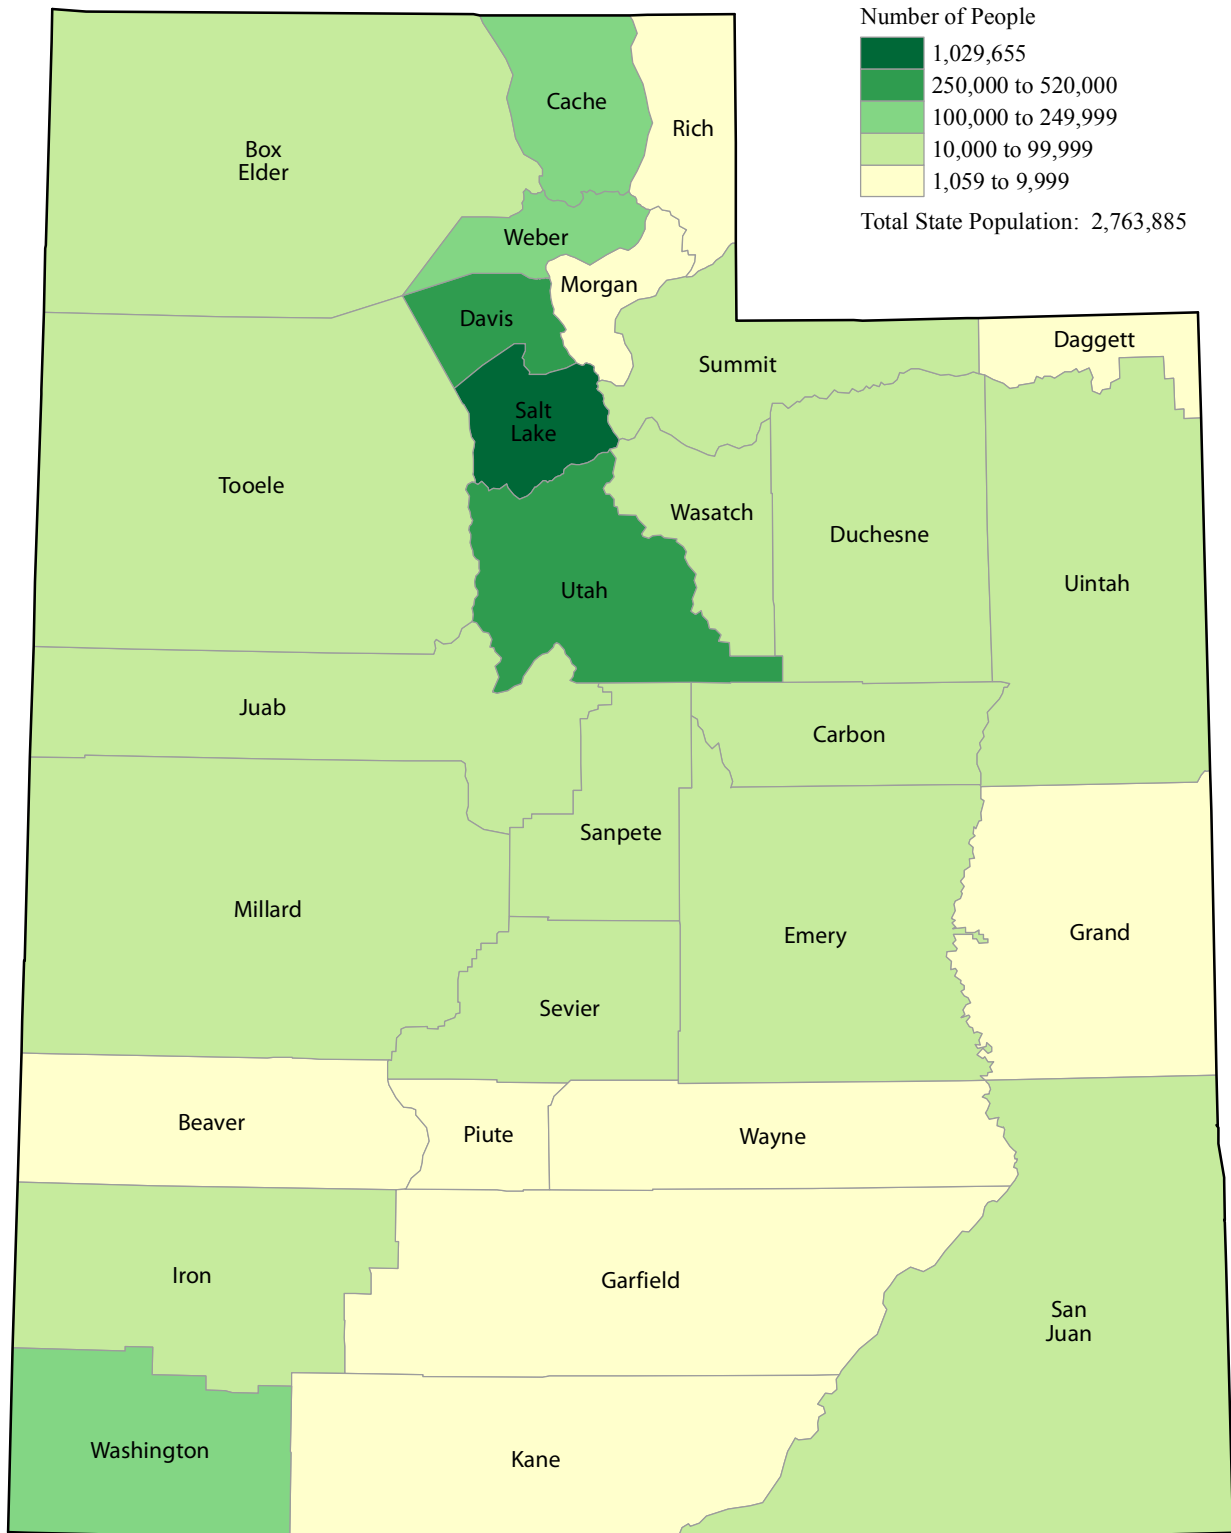 Number of People
1,029,655
250,000 to 520,000
100,000 to 249,999
10,000 to 99,999
1,059 to 9,999
Total State Population: 2,763,885
Cache
Rich
Box
Elder
Weber
Morgan
Davis
Daggett
Summit
Salt
Lake
Tooele
Wasatch
Duchesne
Uintah
Utah
Juab
Carbon
Sanpete
Millard
Emery
Grand
Sevier
Beaver
Piute
Wayne
Iron
Garfield
San
Juan
Washington
Kane